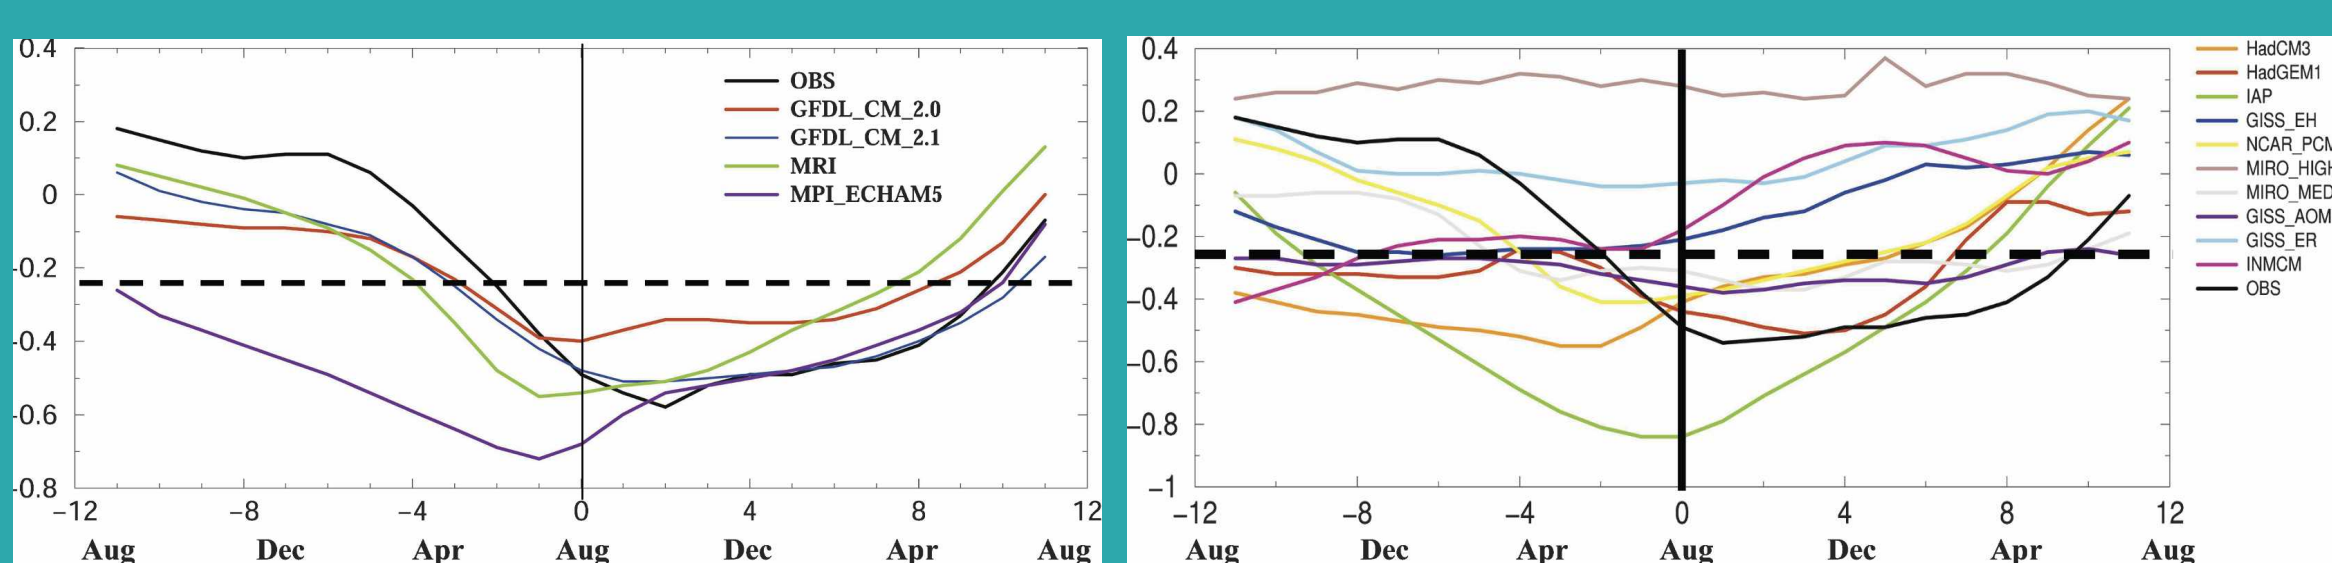 0.4
0.2
0
-0.2
-0.4
-0.6
-0.8
OBS
GFDL_CM_2.0
GFDL_CM_2.1
MRI
MPI_ECHAM5
−12 −8 −4 0 4 8 12
Aug Dec Apr Aug Dec Apr Aug
0.4
0.2
0
−0.2
−0.4
−0.6
−0.8
−1
−12 −8 −4 0 4 8 12
Aug Dec Apr Aug Dec Apr Aug
HadCM3
HadGEM1
IAP
GISS_EH
NCAR_PCM
MIRO_HIGH
MIRO_MED
GISS_AOM
GISS_ER
INMCM
OBS